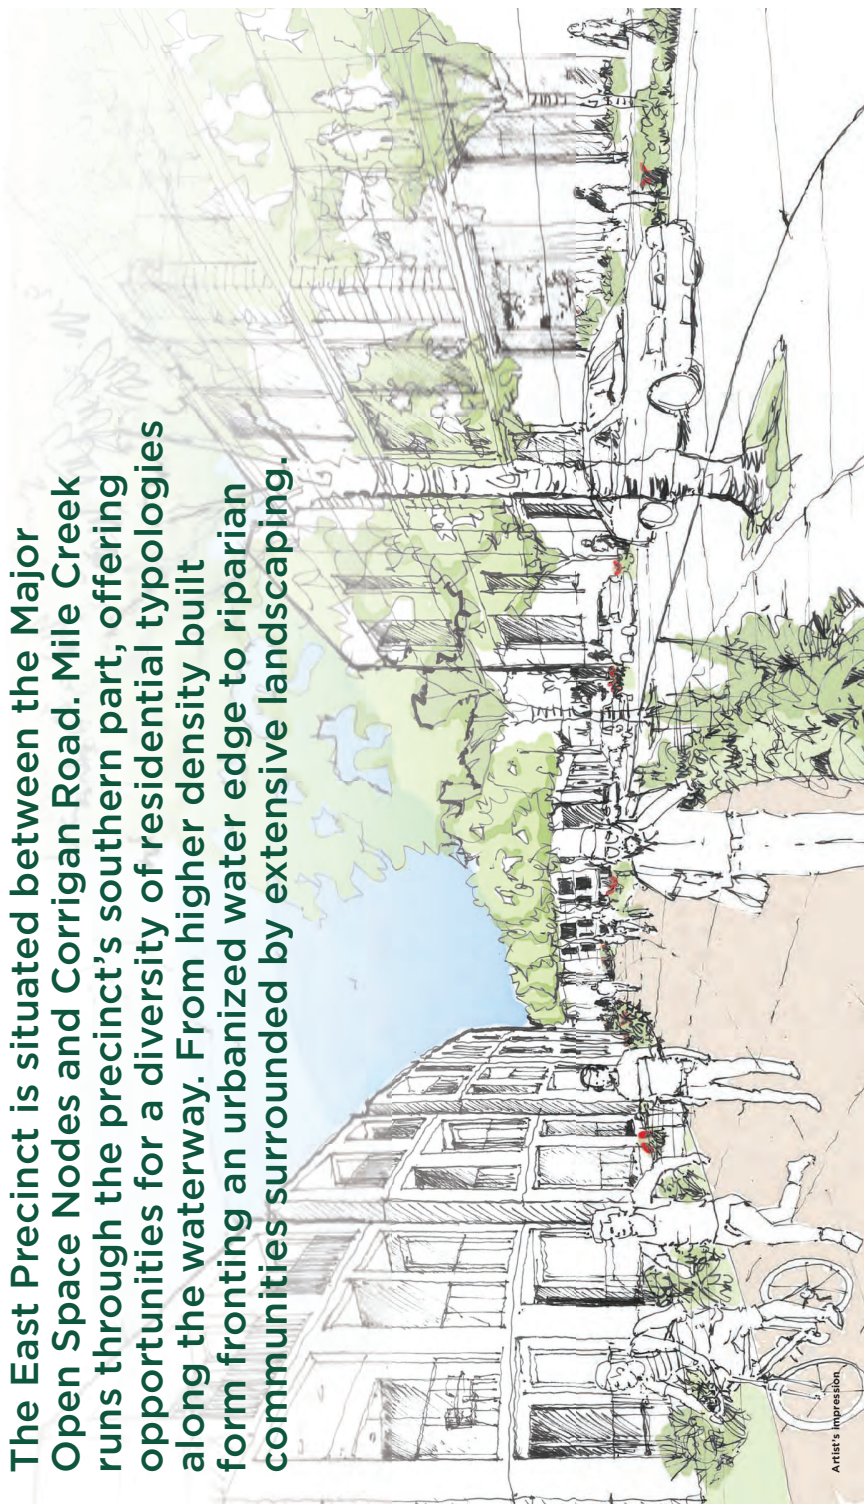 The East Precinct is situated between the Major
Open Space Nodes and Corrigan Road. Mile Creek
runs through the precinct's southern part, offering
opportunities for a diversity of residential typologies
along the waterway. From higher density built
form fronting an urbanized water edge to riparian
communities surrounded by extensive landscaping.
Artist's impression